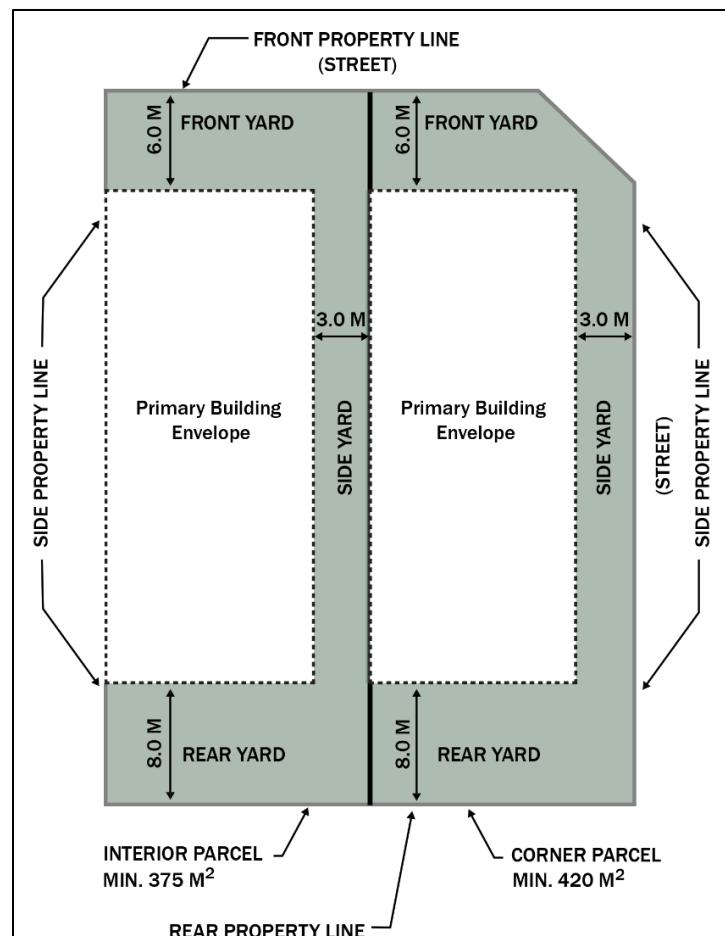 FRONT PROPERTY LINE
(STREET)
6.0 M
FRONT YARD
6.0 M
FRONT YARD
3.0 M
3.0 M
SIDE PROPERTY LINE
Primary Building
Envelope
SIDE YARD
Primary Building
Envelope
SIDE YARD
(STREET)
SIDE PROPERTY LINE
8.0 M
REAR YARD
8.0 M
REAR YARD
INTERIOR PARCEL
MIN. 375 M²
CORNER PARCEL
MIN. 420 M²
REAR PROPERTY LINE